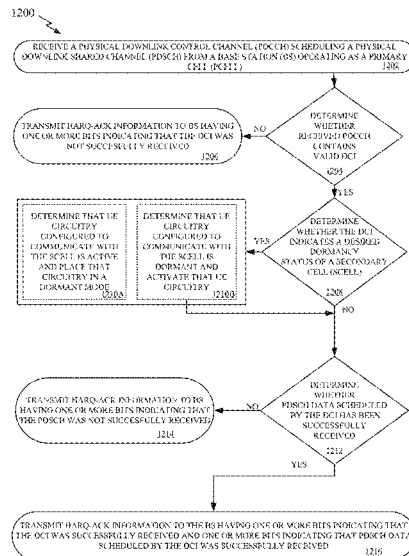 1200
RECEIVE A PHYSICAL DOWNLINK CONTROL CHANNEL (PDCCH) SCHEDULING A PHYSICAL
DOWNLINK SHARED CHANNEL (PDSCH) FROM A BASE STATION (BS) OPERATING AS A PRIMARY
CELL (PCELL)
1202
DETERMINE
WHETHER
RECEIVED PDCCH
CONTAINS
VALID DCI
NO
TRANSMIT HARQ-ACK INFORMATION TO BS HAVING
ONE OR MORE BITS INDICATING THAT THE DCI WAS
NOT SUCCESSFULLY RECEIVED
1206
YES
DETERMINE
WHETHER THE DCI
INDICATES A DESIRED
DORMANCY
STATUS OF A SECONDARY
CELL (SCELL)
1208
YES
DETERMINE THAT UE
CIRCUITRY
CONFIGURED TO
COMMUNICATE WITH
THE SCELL IS ACTIVE
AND PLACE THAT
CIRCUITRY IN A
DORMANT MODE
1210A
DETERMINE THAT UE
CIRCUITRY
CONFIGURED TO
COMMUNICATE WITH
THE SCELL IS
DORMANT AND
ACTIVATE THAT UE
CIRCUITRY
1210B
NO
DETERMINE
WHETHER
PDSCH DATA SCHEDULED
BY THE DCI HAS BEEN
SUCCESSFULLY
RECEIVED
1212
NO
TRANSMIT HARQ-ACK INFORMATION TO BS
HAVING ONE OR MORE BITS INDICATING THAT
THE PDSCH WAS NOT SUCCESSFULLY RECEIVED
1214
YES
TRANSMIT HARQ-ACK INFORMATION TO THE BS HAVING ONE OR MORE BITS INDICATING THAT
THE DCI WAS SUCCESSFULLY RECEIVED AND ONE OR MORE BITS INDICATING THAT PDSCH DATA
SCHEDULED BY THE DCI WAS SUCCESSFULLY RECEIVED
1216